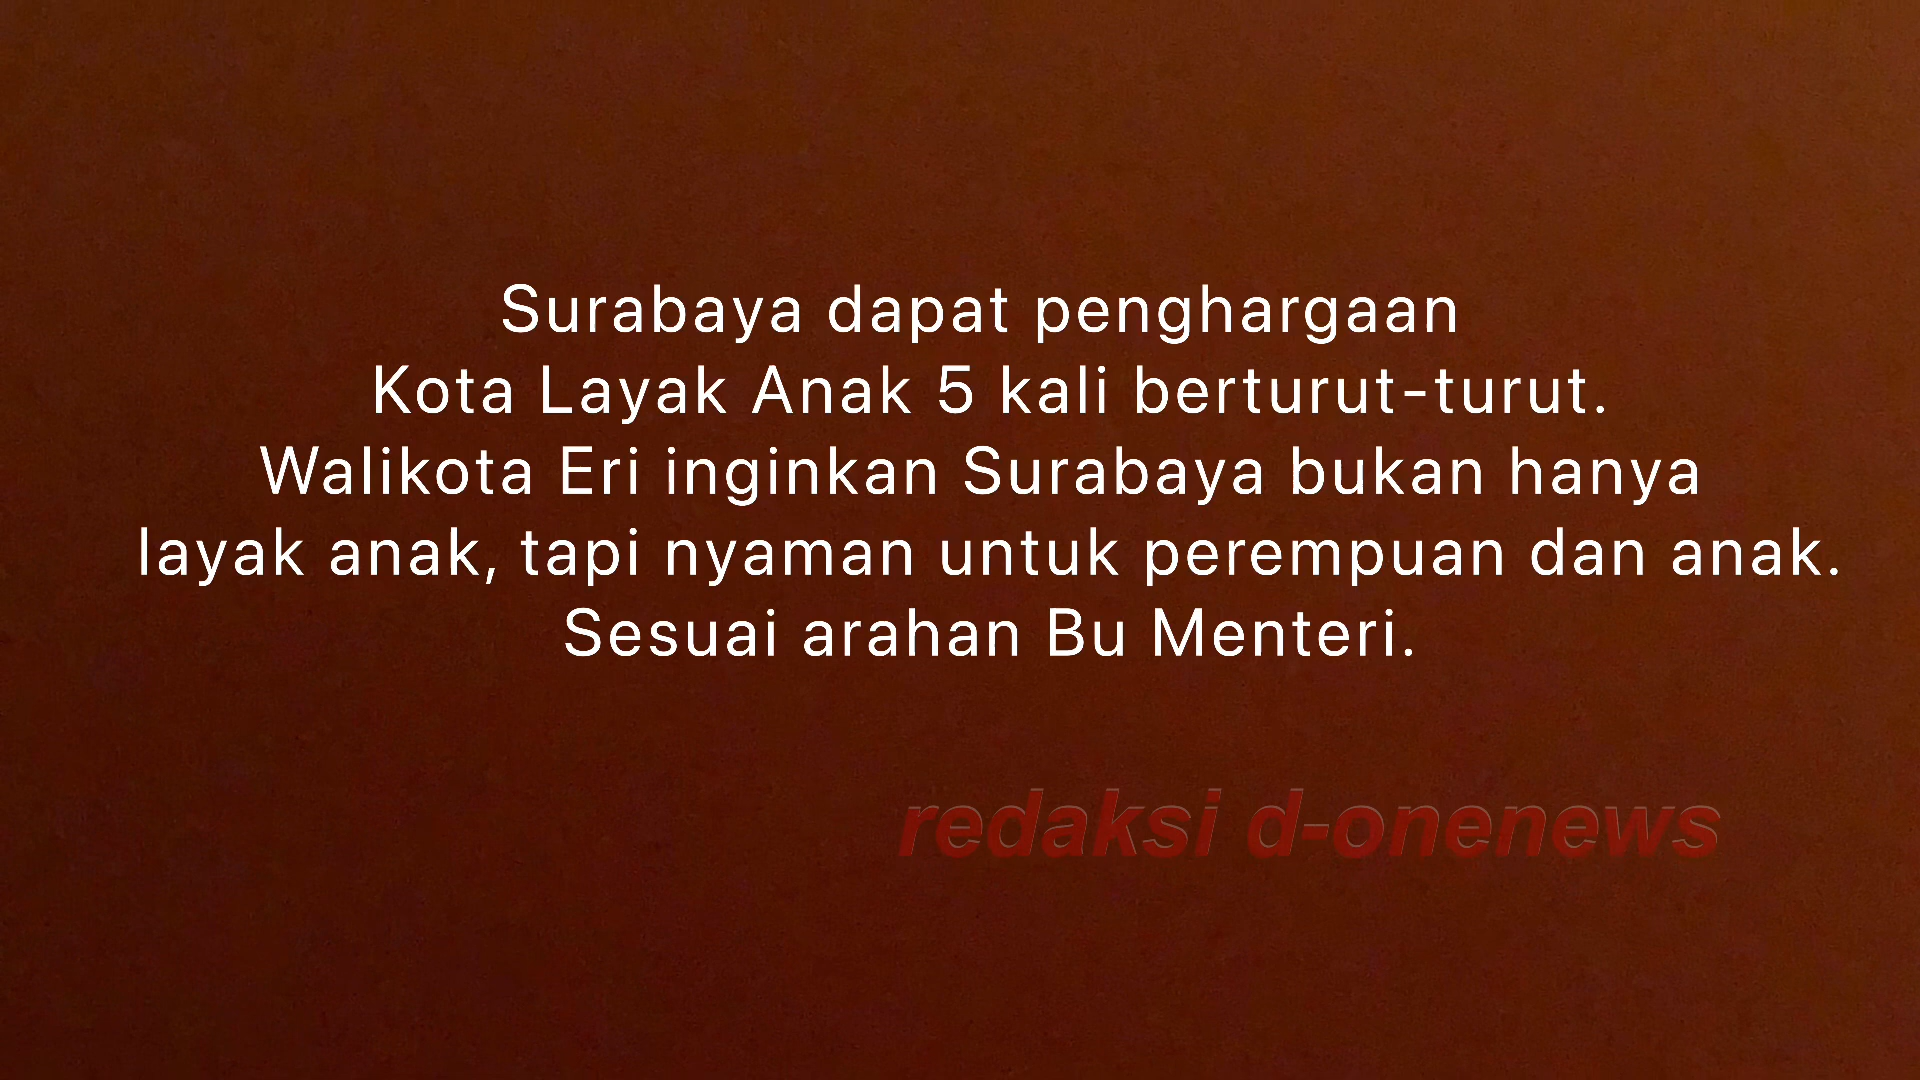 Surabaya dapat penghargaan
Kota Layak Anak 5 kali berturut-turut.
Walikota Eri inginkan Surabaya bukan hanya
layak anak, tapi nyaman untuk perempuan dan anak.
Sesuai arahan Bu Menteri.
redaksi d-onenews